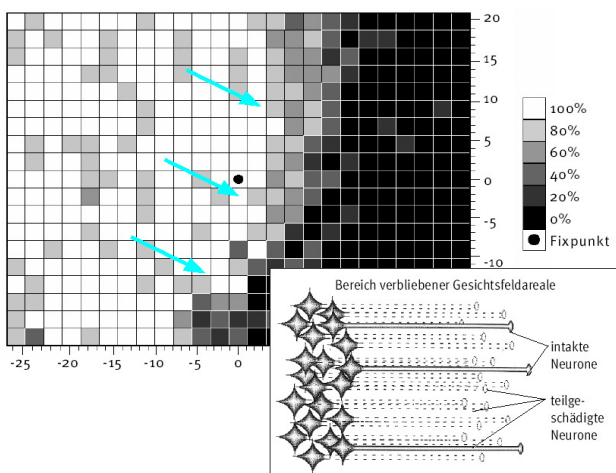 20
15
10
5
0
-5
-10
100%
80%
60%
40%
20%
0%
Fixpunkt
-25
-20
-15
-10
-5
0
Bereich verbliebener Gesichtsfeldareale
intakte
Neurone
teilge-
schädigte
Neurone